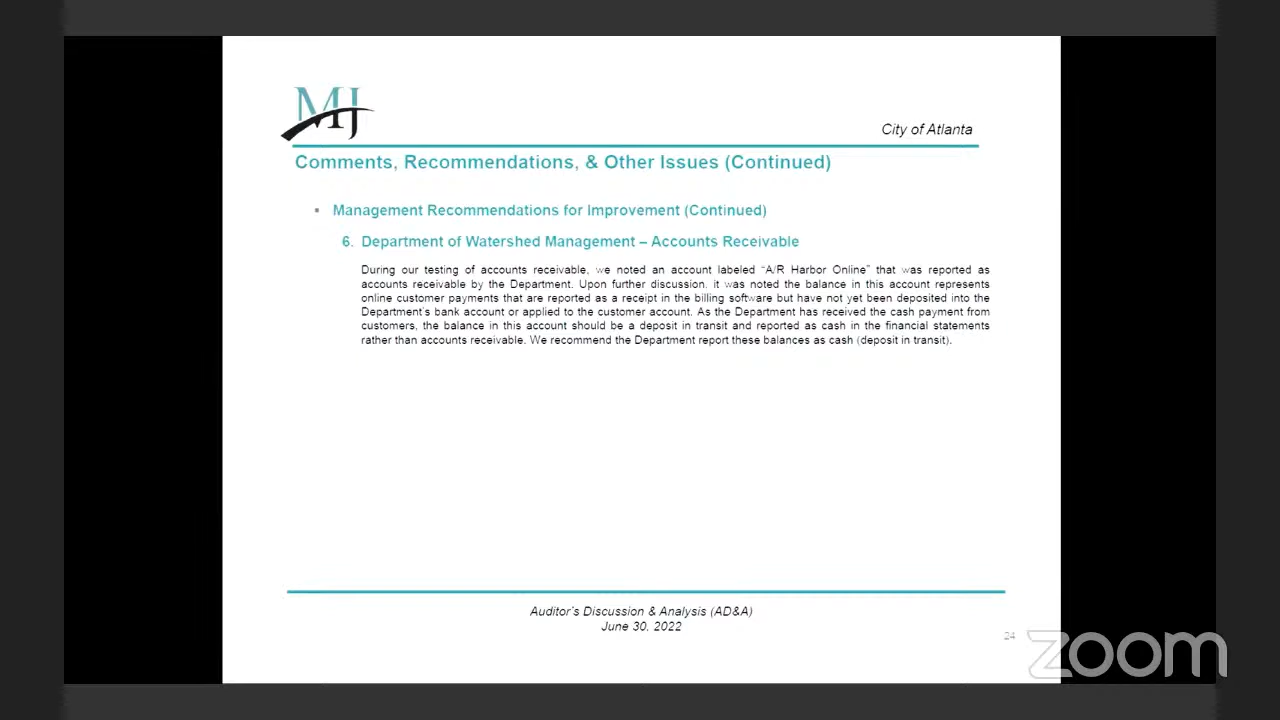 MJ
City of Atlanta
Comments, Recommendations, & Other Issues (Continued)
▪ Management Recommendations for Improvement (Continued)
6. Department of Watershed Management – Accounts Receivable
During our testing of accounts receivable, we noted an account labeled “A/R Harbor Online” that was reported as
accounts receivable by the Department. Upon further discussion, it was noted the balance in this account represents
online customer payments that are reported as a receipt in the billing software but have not yet been deposited into the
Department’s bank account or applied to the customer account. As the Department has received the cash payment from
customers, the balance in this account should be a deposit in transit and reported as cash in the financial statements
rather than accounts receivable. We recommend the Department report these balances as cash (deposit in transit).
Auditor’s Discussion & Analysis (AD&A)
June 30, 2022
24
zoom